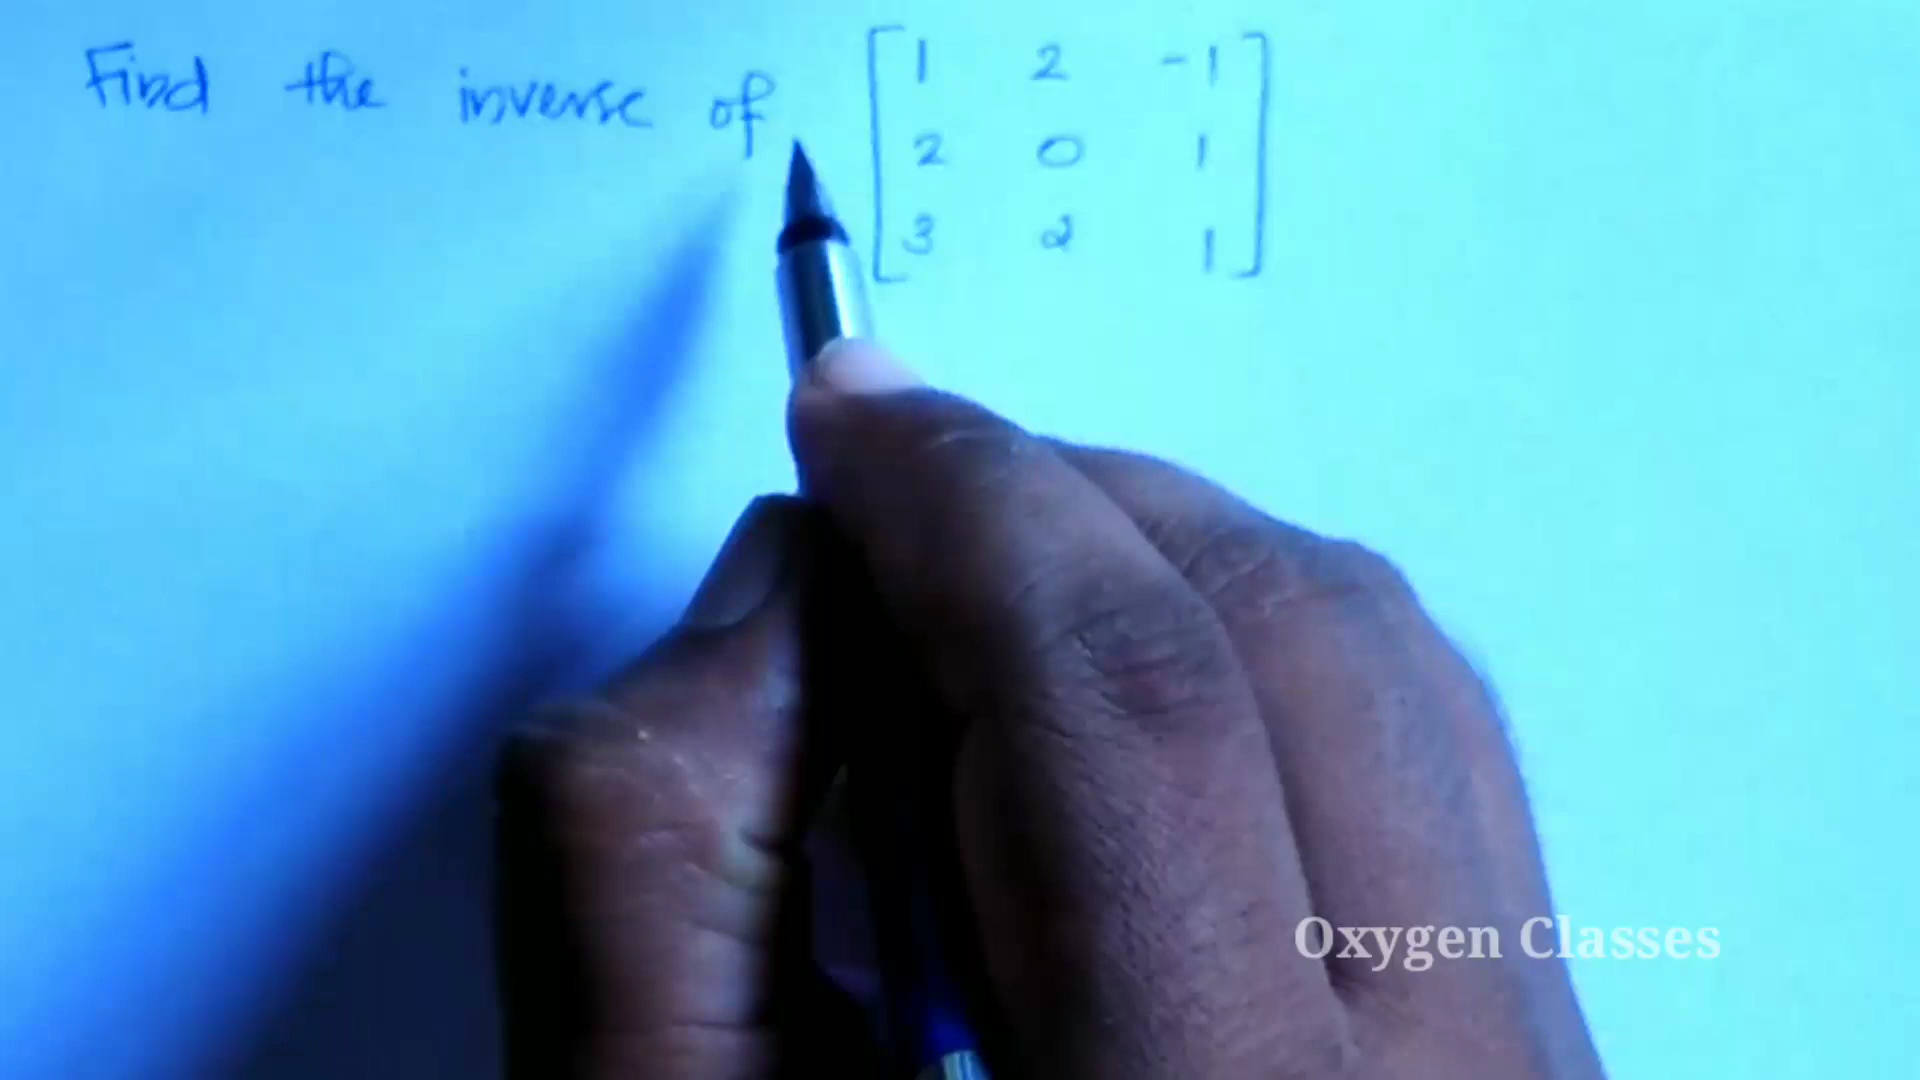 Find the inverse of [ 1 2 -1
2 0 1
3 2 1 ]
Oxygen Classes